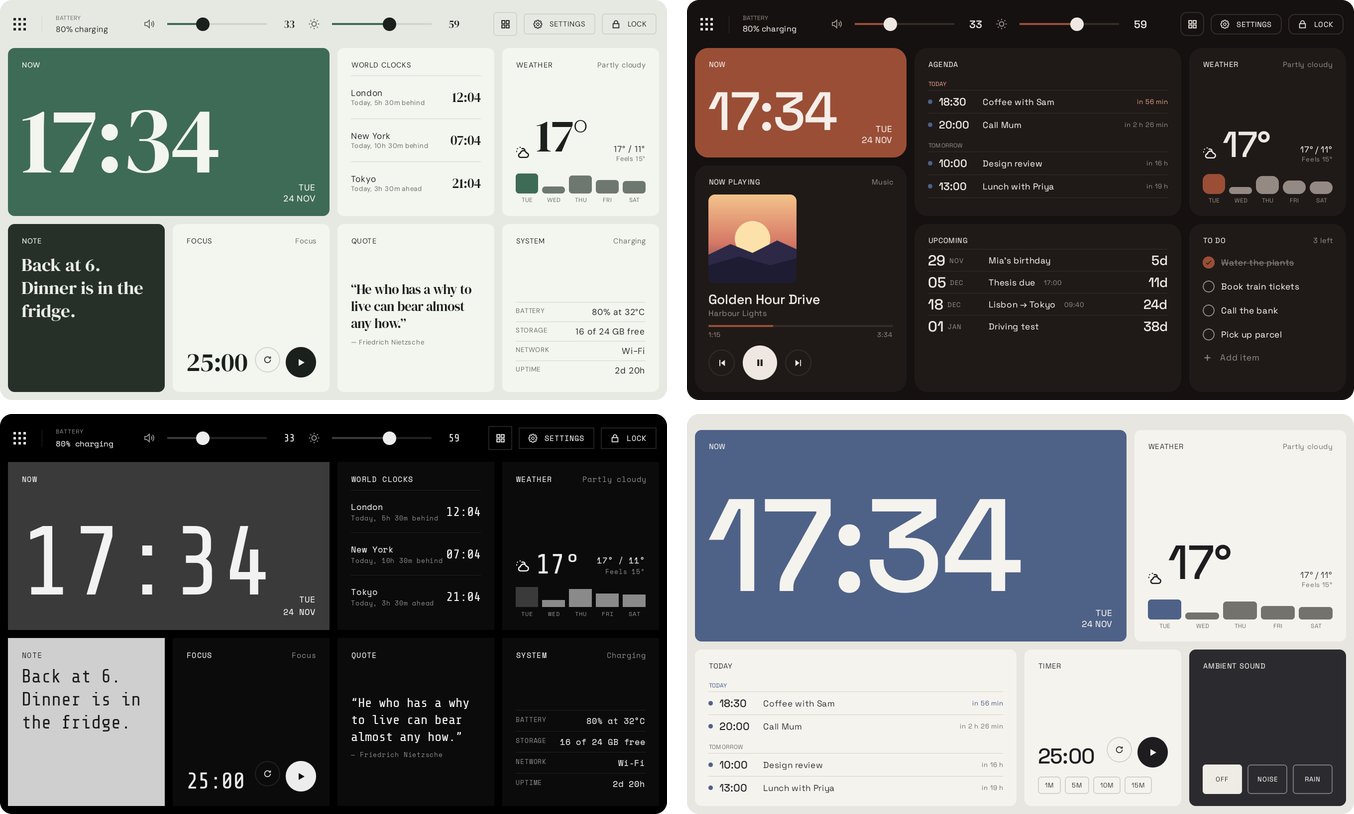 BATTERY
80% charging
33
59
SETTINGS
LOCK
NOW
17:34
TUE
24 NOV
WORLD CLOCKS
London
Today, 5h 30m behind
12:04
New York
Today, 10h 30m behind
07:04
Tokyo
Today, 3h 30m ahead
21:04
WEATHER
Partly cloudy
17°
17° / 11°
Feels 15°
TUE WED THU FRI SAT
NOTE
Back at 6.
Dinner is in the
fridge.
FOCUS
Focus
25:00
QUOTE
“He who has a why to
live can bear almost
any how.”
— Friedrich Nietzsche
SYSTEM
Charging
BATTERY 80% at 32°C
STORAGE 16 of 24 GB free
NETWORK Wi-Fi
UPTIME 2d 20h
BATTERY
80% charging
33
59
SETTINGS
LOCK
NOW
17:34
TUE
24 NOV
NOW PLAYING
Music
Golden Hour Drive
Harbour Lights
1:15
3:34
AGENDA
TODAY
18:30 Coffee with Sam in 56 min
20:00 Call Mum in 2 h 26 min
TOMORROW
10:00 Design review in 16 h
13:00 Lunch with Priya in 19 h
UPCOMING
29 NOV Mia's birthday 5d
05 DEC Thesis due 17:00 11d
18 DEC Lisbon → Tokyo 09:40 24d
01 JAN Driving test 38d
WEATHER
Partly cloudy
17°
17° / 11°
Feels 15°
TUE WED THU FRI SAT
TO DO
3 left
Water the plants
Book train tickets
Call the bank
Pick up parcel
+ Add item
BATTERY
80% charging
33
59
SETTINGS
LOCK
NOW
17:34
TUE
24 NOV
WORLD CLOCKS
London
Today, 5h 30m behind
12:04
New York
Today, 10h 30m behind
07:04
Tokyo
Today, 3h 30m ahead
21:04
WEATHER
Partly cloudy
17°
17° / 11°
Feels 15°
TUE WED THU FRI SAT
NOTE
Back at 6.
Dinner is in
the fridge.
FOCUS
Focus
25:00
QUOTE
“He who has a why
to live can bear
almost any how.”
— Friedrich Nietzsche
SYSTEM
Charging
BATTERY 80% at 32°C
STORAGE 16 of 24 GB free
NETWORK Wi-Fi
UPTIME 2d 20h
NOW
17:34
TUE
24 NOV
WEATHER
Partly cloudy
17°
17° / 11°
Feels 15°
TUE WED THU FRI SAT
TODAY
TODAY
18:30 Coffee with Sam in 56 min
20:00 Call Mum in 2 h 26 min
TOMORROW
10:00 Design review in 16 h
13:00 Lunch with Priya in 19 h
TIMER
25:00
1M 5M 10M 15M
AMBIENT SOUND
OFF NOISE RAIN